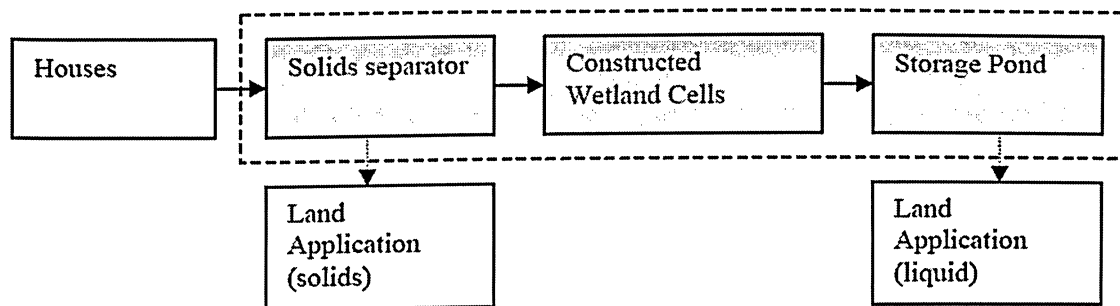 Houses
Solids separator
Constructed
Wetland Cells
Storage Pond
Land
Application
(solids)
Land
Application
(liquid)